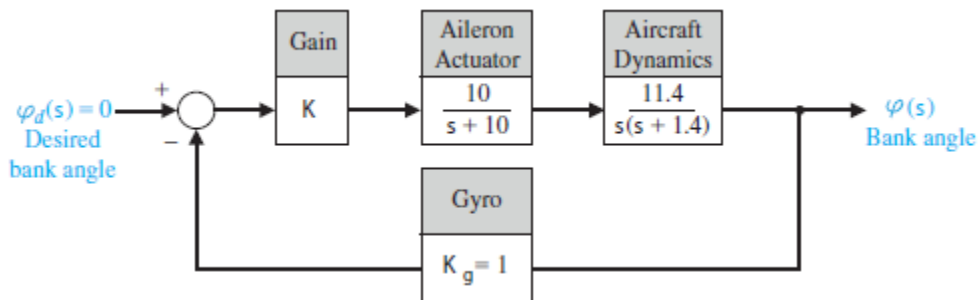 Gain
K
Aileron
Actuator
10
s + 10
Aircraft
Dynamics
11.4
s(s + 1.4)
+
−
φd(s) = 0
Desired
bank angle
φ(s)
Bank angle
Gyro
K g = 1